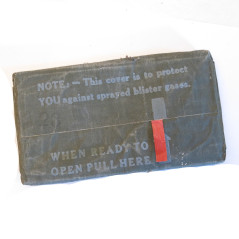 NOTE. — This cover is to protect
YOU against sprayed blister gases.
WHEN READY TO
OPEN PULL HERE.